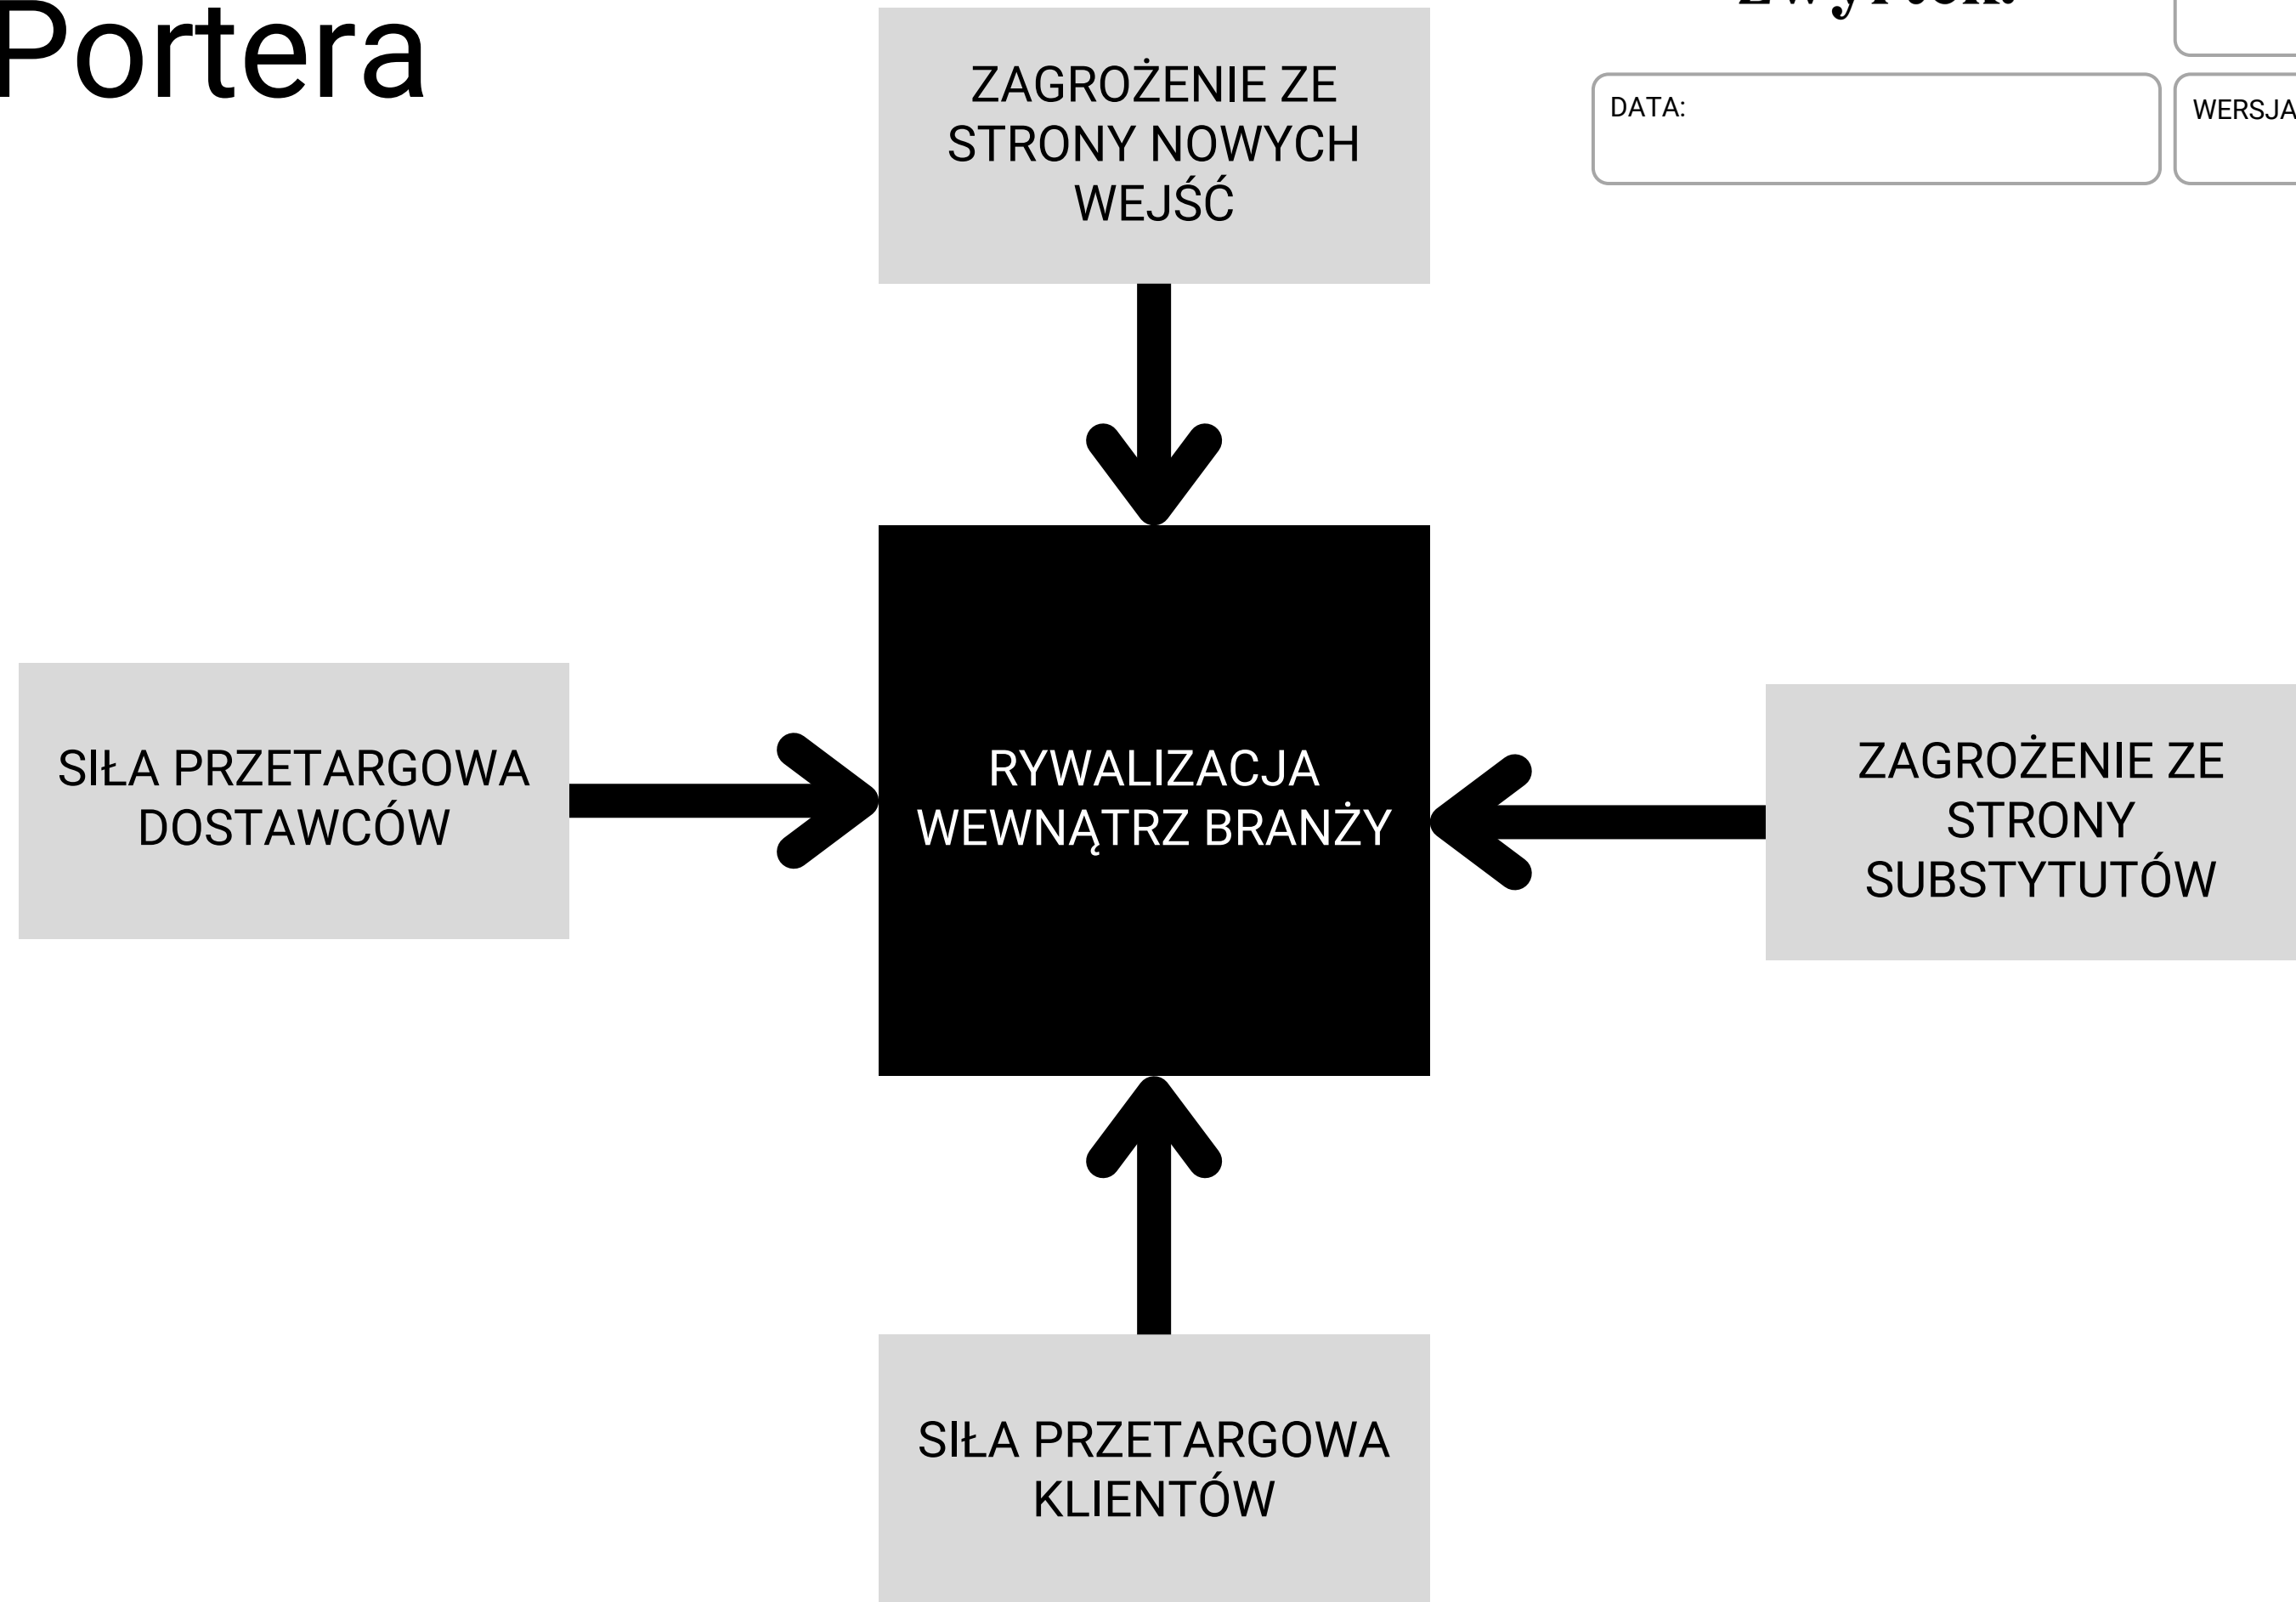 Portera
ZAGROŻENIE ZE
STRONY NOWYCH
WEJŚĆ
DATA:
WERSJA
SIŁA PRZETARGOWA
DOSTAWCÓW
RYWALIZACJA
WEWNĄTRZ BRANŻY
ZAGROŻENIE ZE
STRONY
SUBSTYTUTÓW
SIŁA PRZETARGOWA
KLIENTÓW